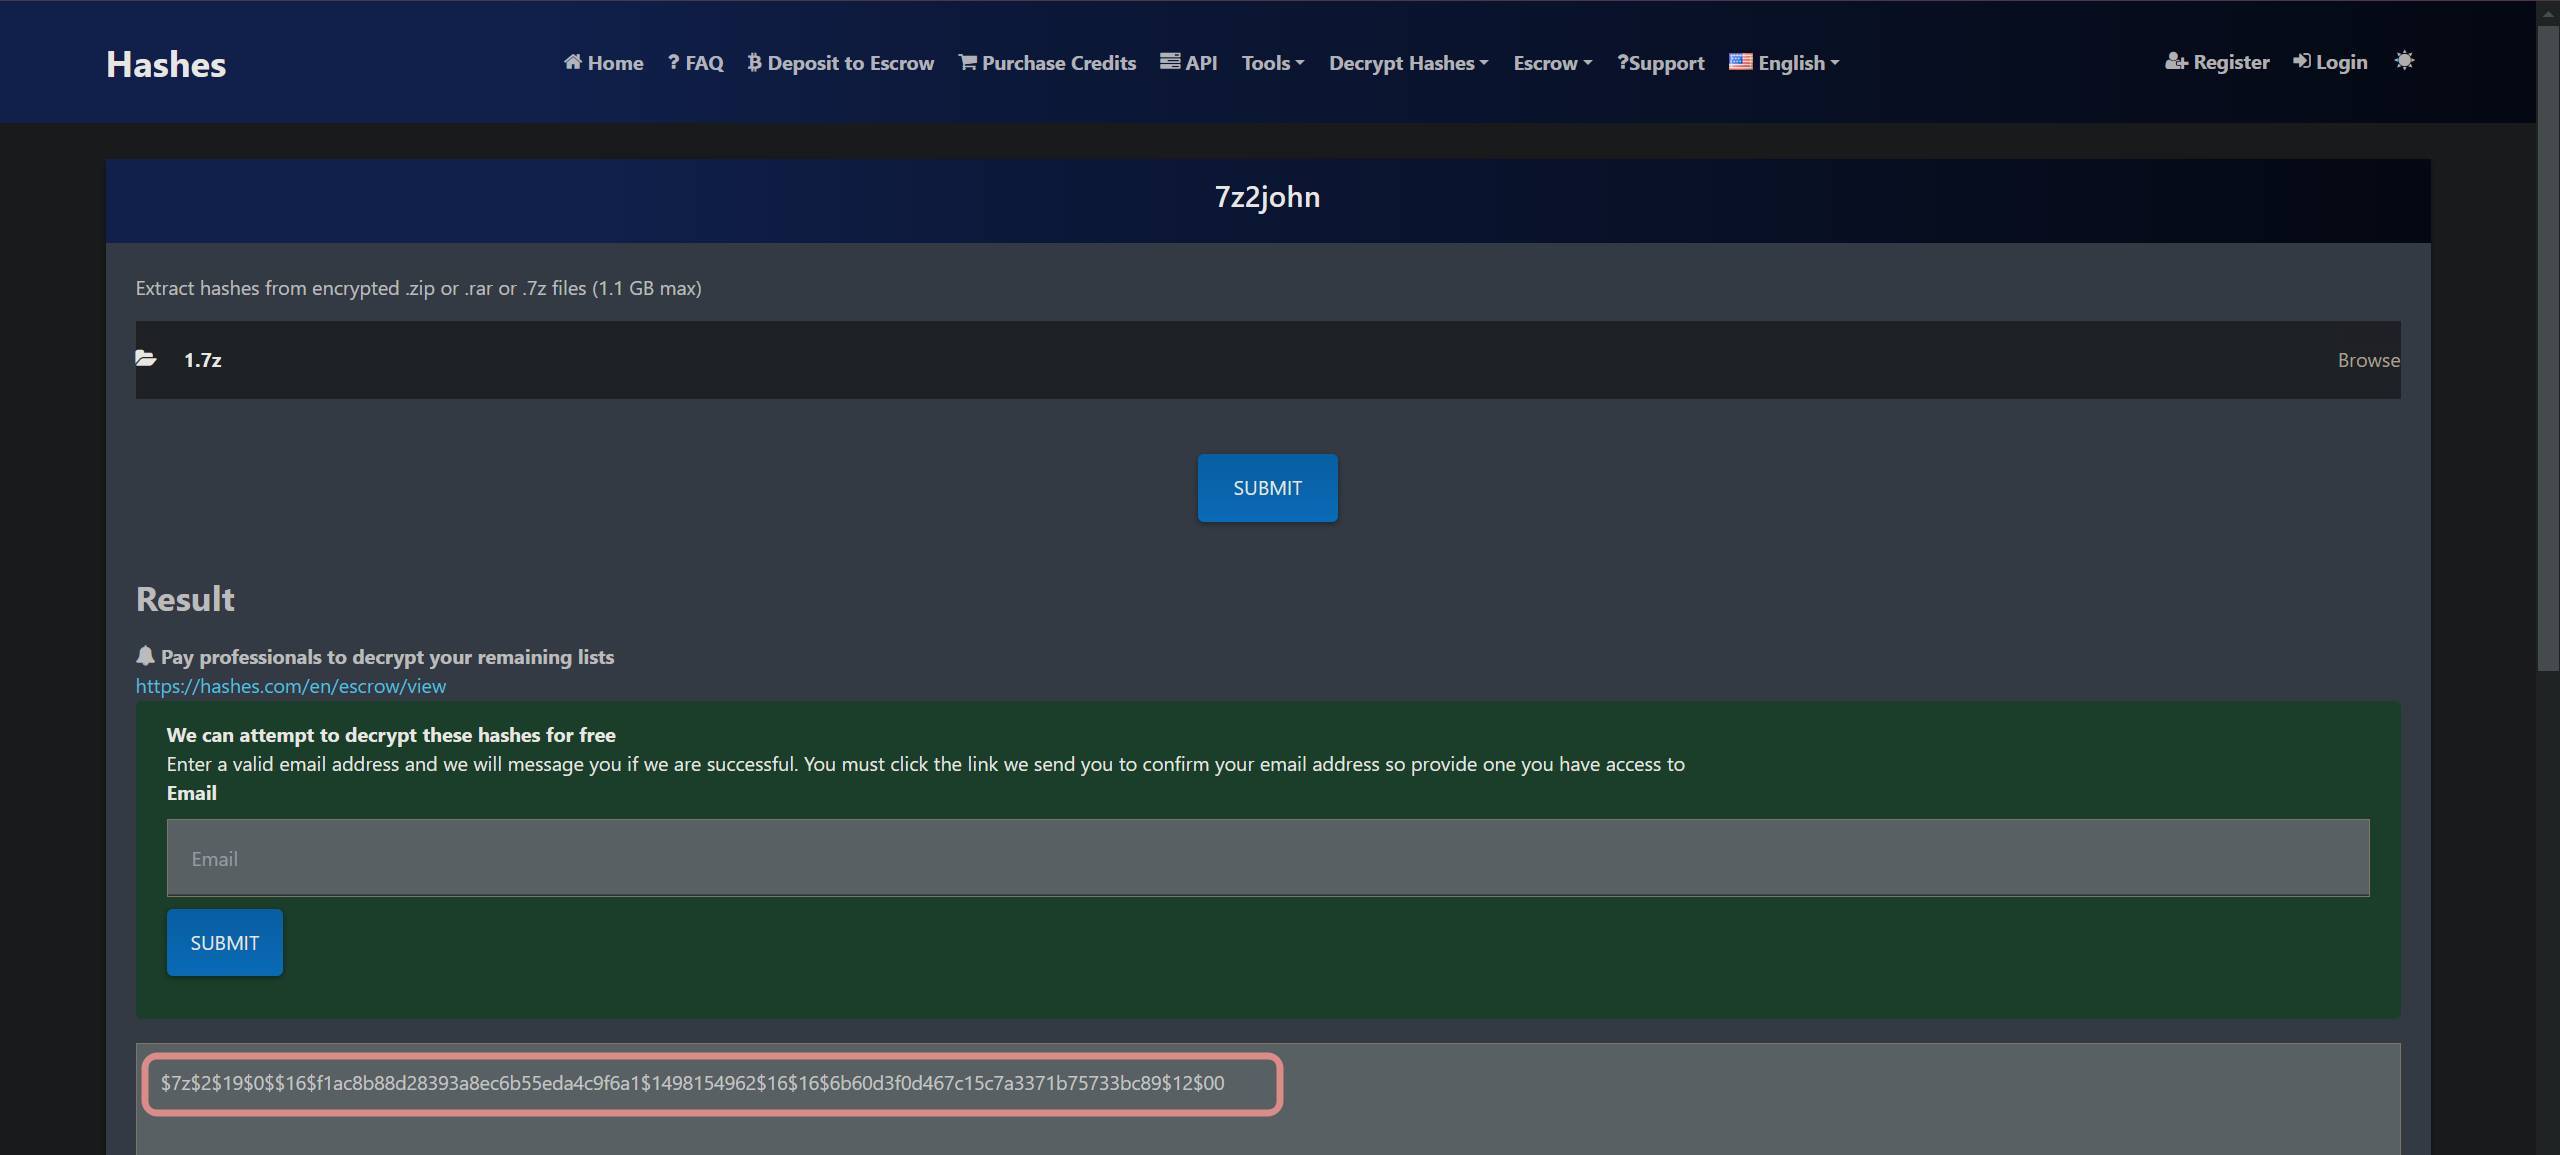 Hashes
Home ? FAQ Deposit to Escrow Purchase Credits API Tools Decrypt Hashes Escrow ?Support English Register Login
7z2john
Extract hashes from encrypted .zip or .rar or .7z files (1.1 GB max)
1.7z Browse
SUBMIT
Result
Pay professionals to decrypt your remaining lists
https://hashes.com/en/escrow/view
We can attempt to decrypt these hashes for free
Enter a valid email address and we will message you if we are successful. You must click the link we send you to confirm your email address so provide one you have access to
Email
Email
SUBMIT
$7z$2$19$0$$16$f1ac8b88d28393a8ec6b55eda4c9f6a1$1498154962$16$16$6b60d3f0d467c15c7a3371b75733bc89$12$00